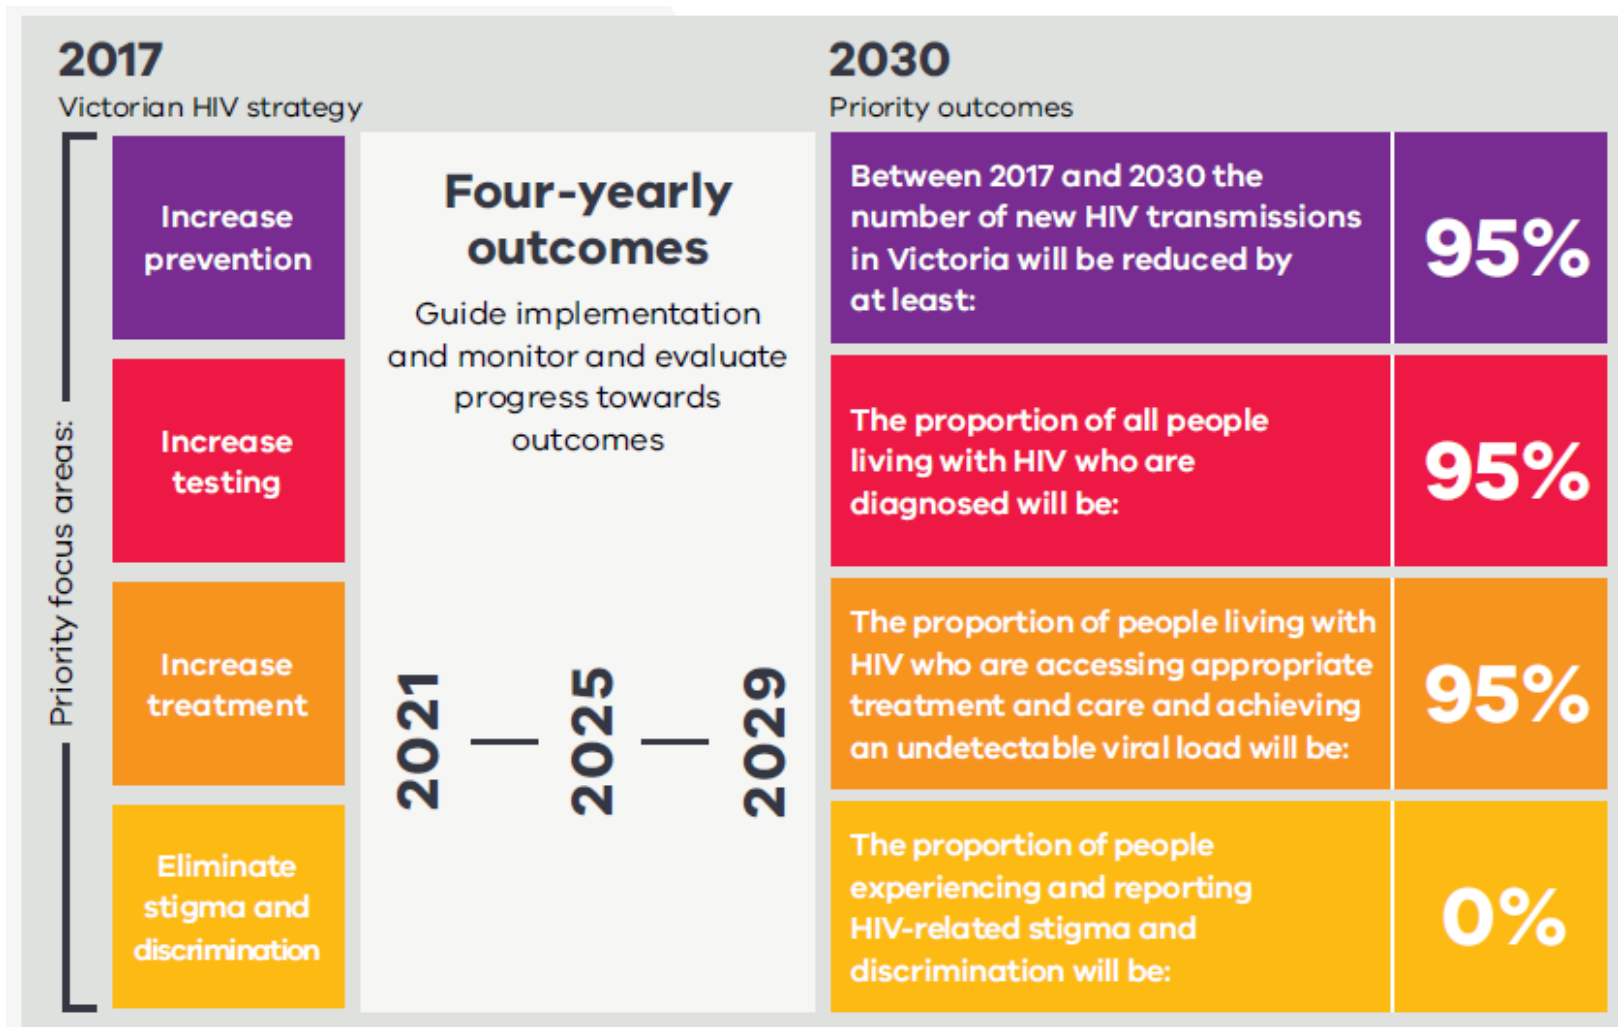 2017
Victorian HIV strategy
Priority focus areas:
Increase
prevention
Increase
testing
Increase
treatment
Eliminate
stigma and
discrimination
Four-yearly
outcomes
Guide implementation
and monitor and evaluate
progress towards
outcomes
2021 — 2025 — 2029
2030
Priority outcomes
Between 2017 and 2030 the
number of new HIV transmissions
in Victoria will be reduced by
at least:
95%
The proportion of all people
living with HIV who are
diagnosed will be:
95%
The proportion of people living with
HIV who are accessing appropriate
treatment and care and achieving
an undetectable viral load will be:
95%
The proportion of people
experiencing and reporting
HIV-related stigma and
discrimination will be:
0%